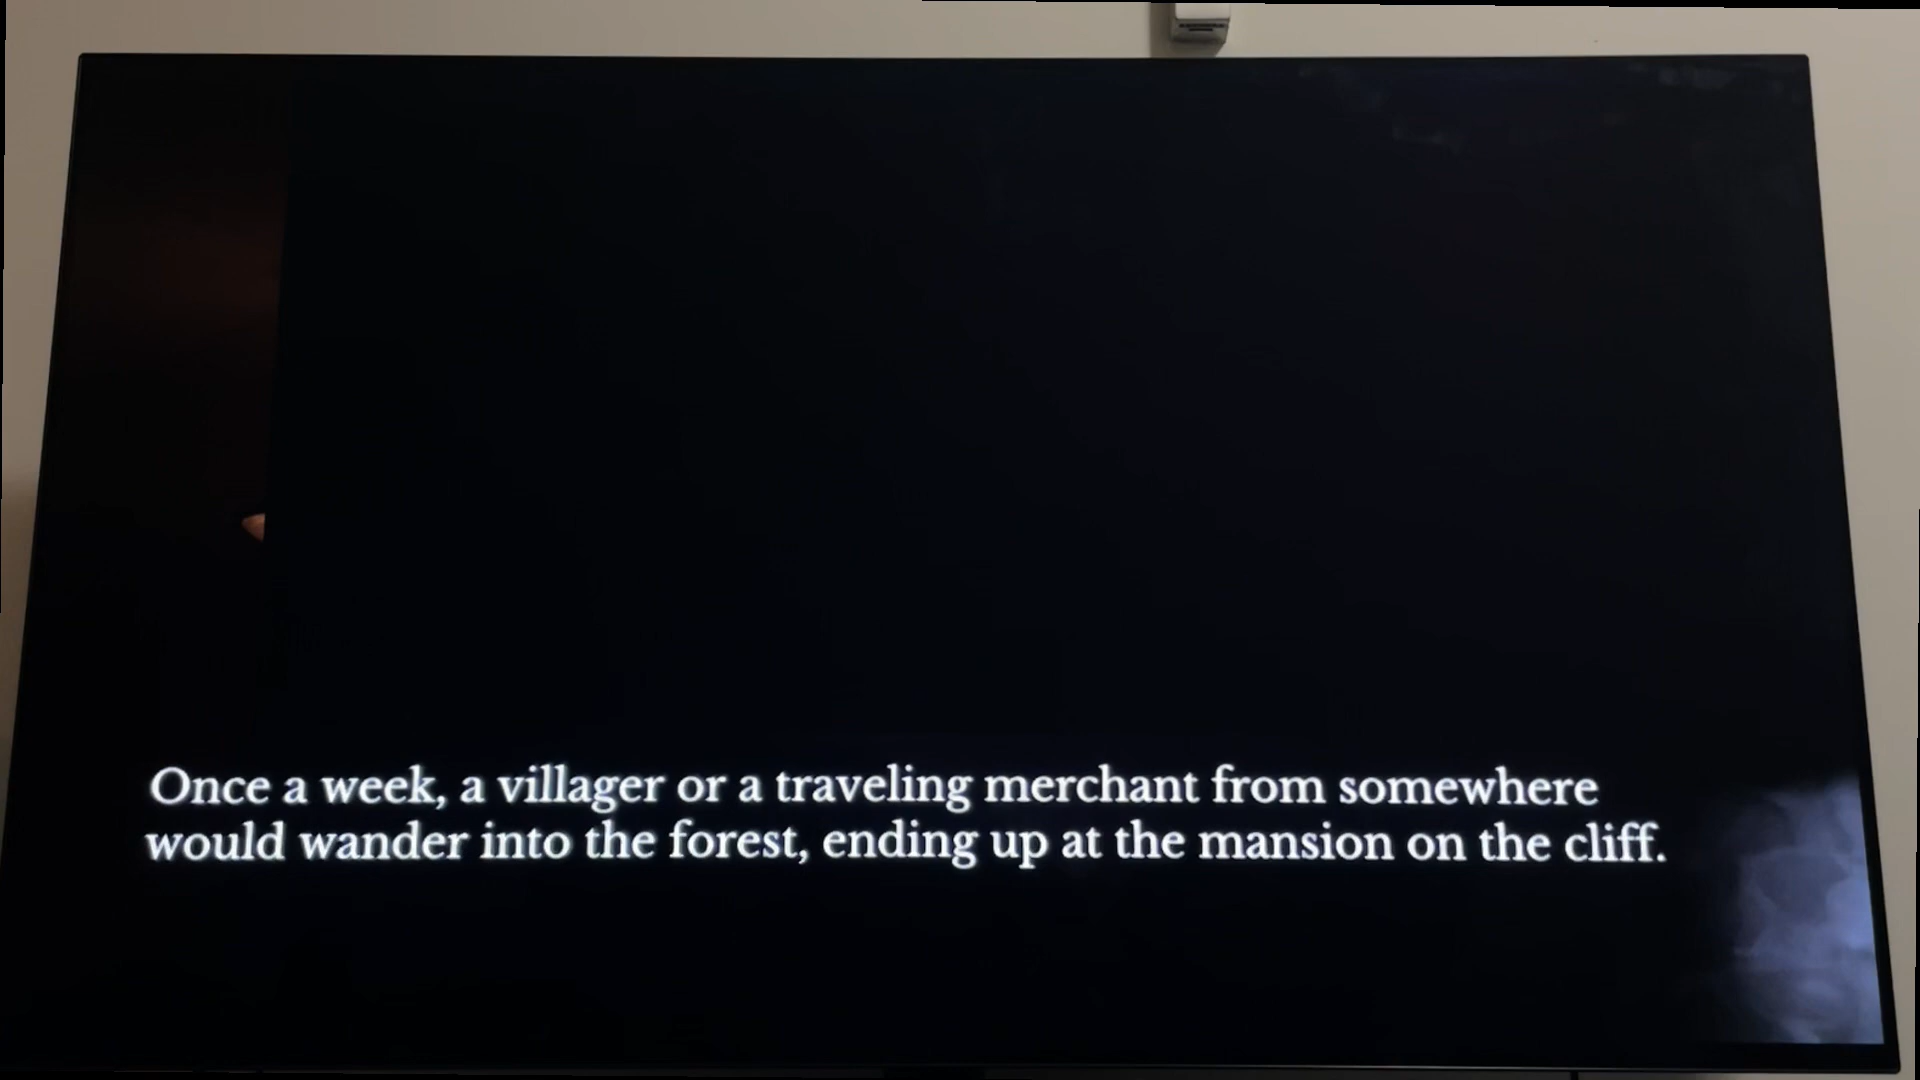 Once a week, a villager or a traveling merchant from somewhere
would wander into the forest, ending up at the mansion on the cliff.